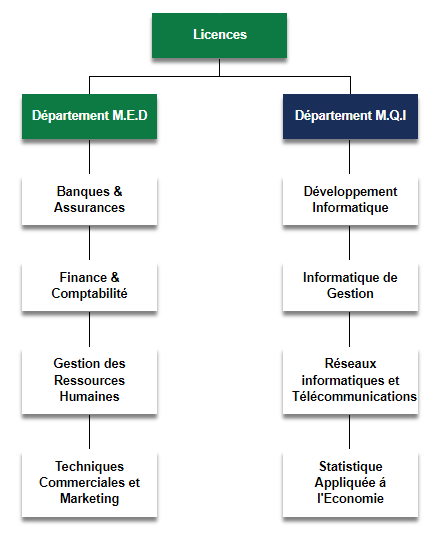 Licences
Département M.E.D
Département M.Q.I
Banques &
Assurances
Développement
Informatique
Finance &
Comptabilité
Informatique de
Gestion
Gestion des
Ressources
Humaines
Réseaux
informatiques et
Télécommunications
Techniques
Commerciales et
Marketing
Statistique
Appliquée á
l'Economie